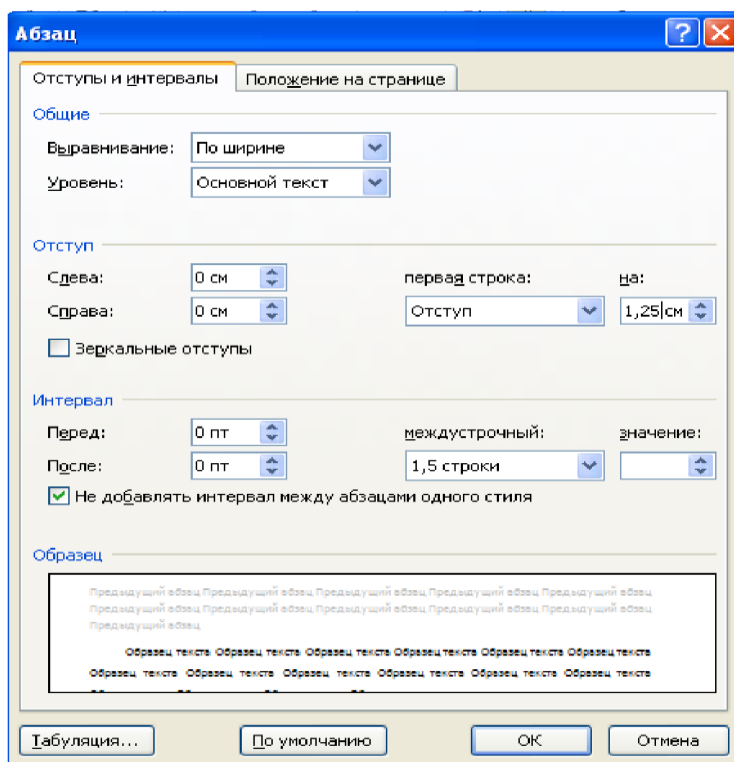 Абзац
Отступы и интервалы Положение на странице
Общие
Выравнивание: По ширине
Уровень: Основной текст
Отступ
Слева: 0 см первая строка: на:
Справа: 0 см Отступ 1,25 см
Зеркальные отступы
Интервал
Перед: 0 пт междустрочный: значение:
После: 0 пт 1,5 строки
Не добавлять интервал между абзацами одного стиля
Образец
Предыдущий абзац Предыдущий абзац Предыдущий абзац Предыдущий абзац Предыдущий абзац
Предыдущий абзац Предыдущий абзац Предыдущий абзац Предыдущий абзац Предыдущий абзац
Предыдущий абзац
Образец текста Образец текста Образец текста Образец текста Образец текста Образец текста
Образец текста Образец текста Образец текста Образец текста Образец текста Образец текста
Табуляция... По умолчанию ОК Отмена